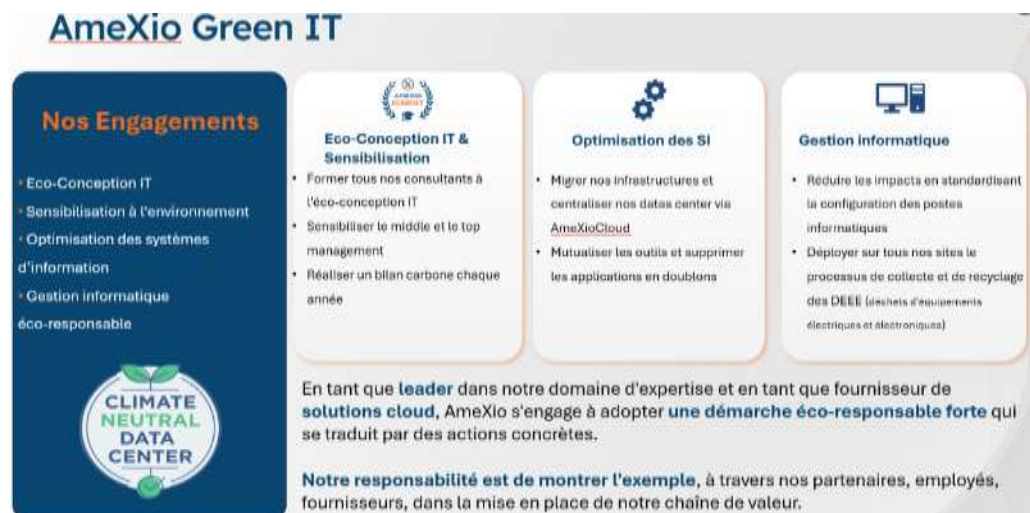 AmeXio Green IT
Nos Engagements
• Eco-Conception IT
• Sensibilisation à l'environnement
• Optimisation des systèmes
d'information
• Gestion informatique
éco-responsable
CLIMATE
NEUTRAL
DATA
CENTER
AMEXIO
ACADEMY
Eco-Conception IT &
Sensibilisation
• Former tous nos consultants à
l'éco-conception IT
• Sensibiliser le middle et le top
management
• Réaliser un bilan carbone chaque
année
Optimisation des SI
• Migrer nos infrastructures et
centraliser nos datas center via
AmeXioCloud
• Mutualiser les outils et supprimer
les applications en doublons
Gestion informatique
• Réduire les impacts en standardisant
la configuration des postes
informatiques
• Déployer sur tous nos sites le
processus de collecte et de recyclage
des DEEE (déchets d'équipements
électriques et électroniques)
En tant que leader dans notre domaine d'expertise et en tant que fournisseur de
solutions cloud, AmeXio s'engage à adopter une démarche éco-responsable forte qui
se traduit par des actions concrètes.
Notre responsabilité est de montrer l'exemple, à travers nos partenaires, employés,
fournisseurs, dans la mise en place de notre chaîne de valeur.